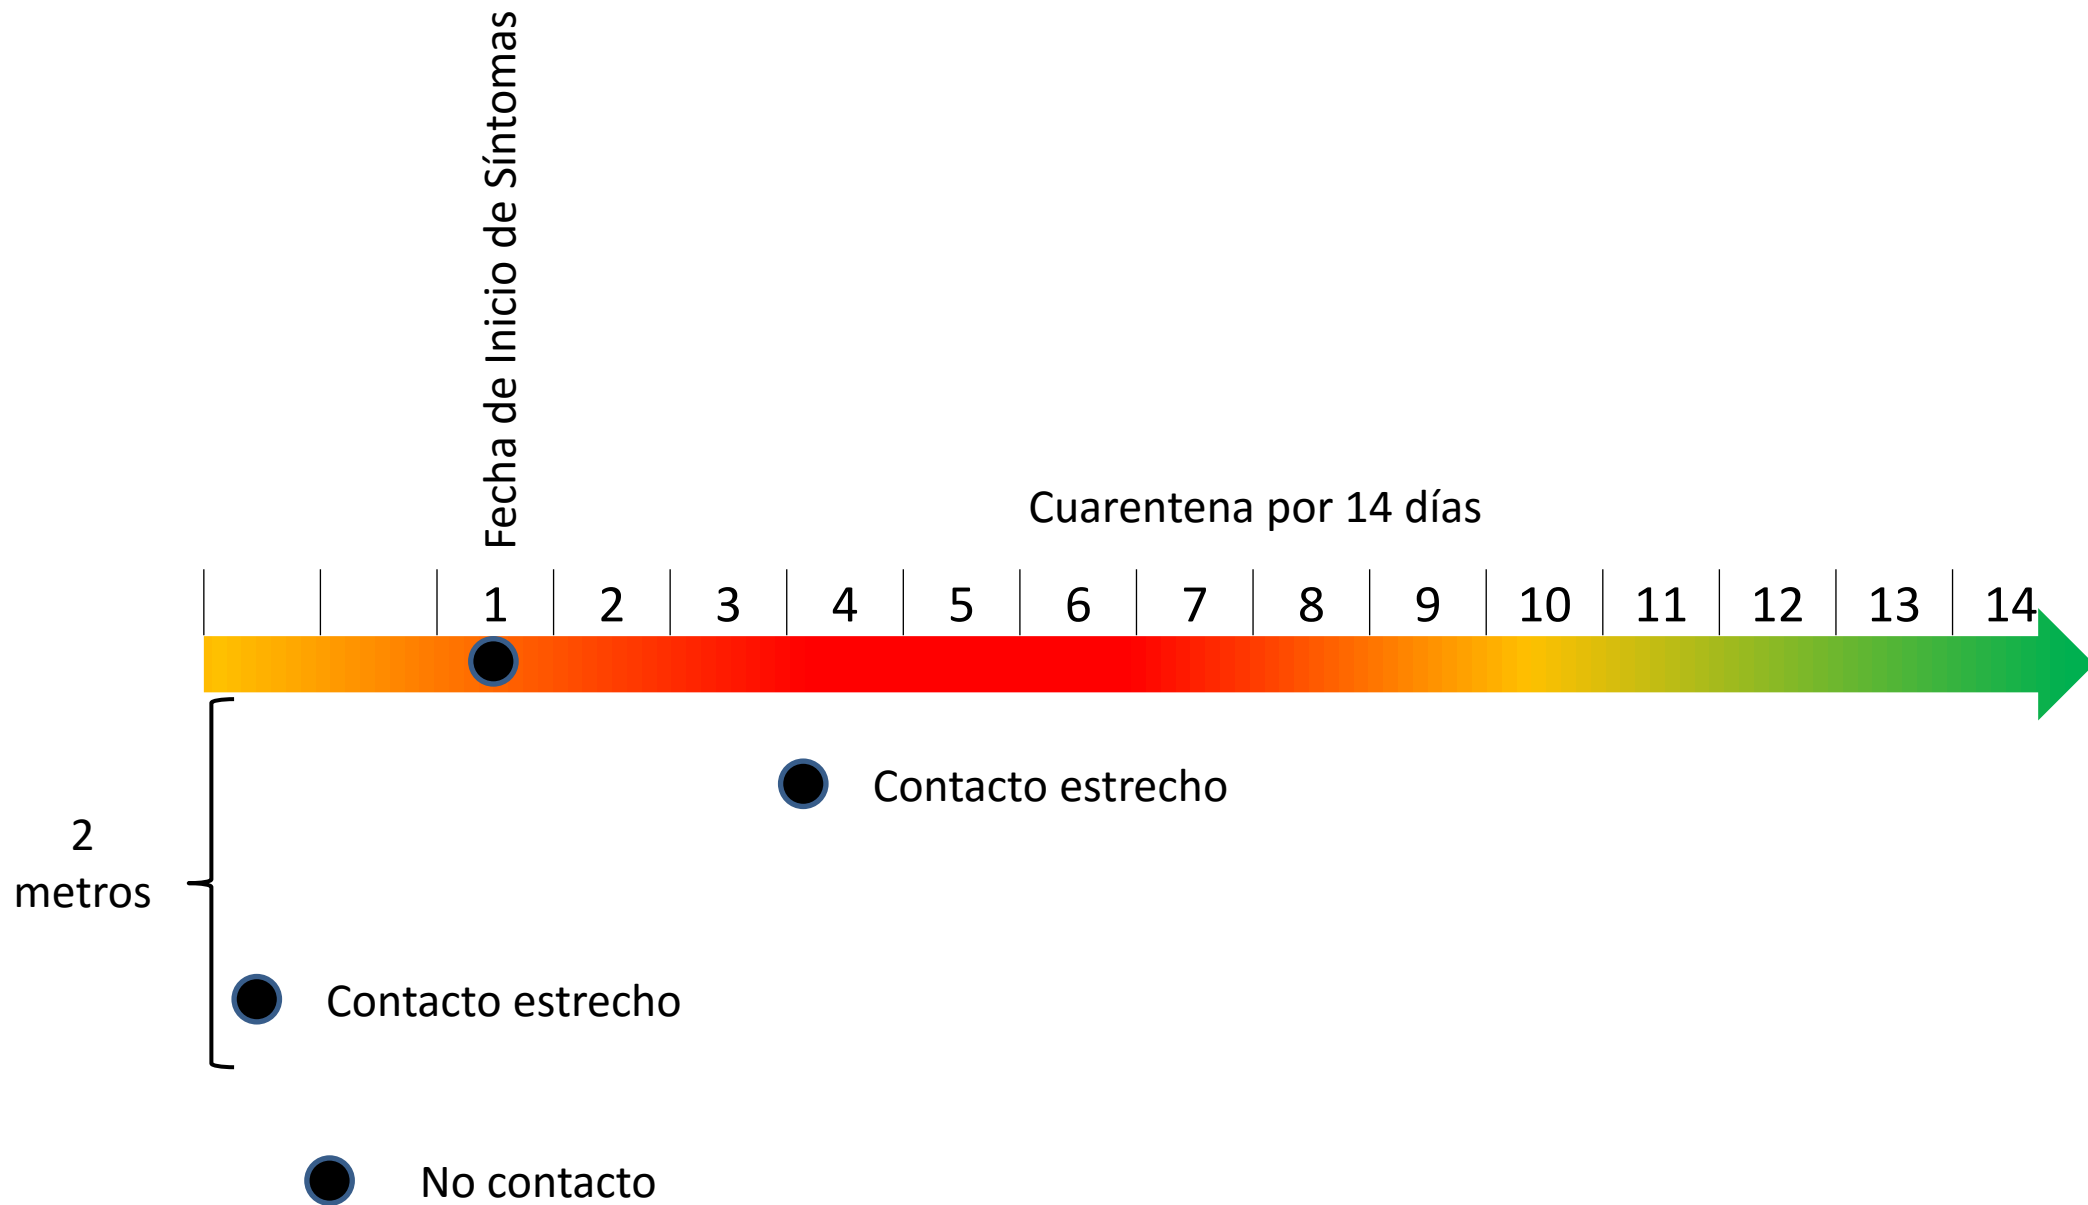 Fecha de Inicio de Síntomas
Cuarentena por 14 días
1 2 3 4 5 6 7 8 9 10 11 12 13 14
Contacto estrecho
2
metros
Contacto estrecho
No contacto